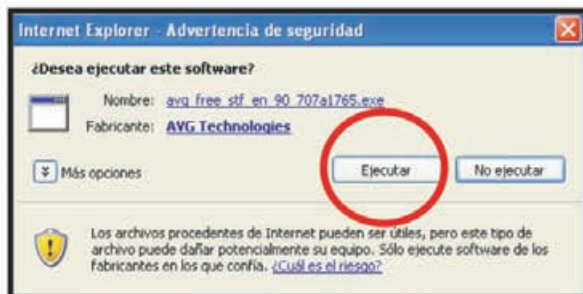 Internet Explorer - Advertencia de seguridad
¿Desea ejecutar este software?
Nombre: avg_free_stf_en_90_707a1765.exe
Fabricante: AVG Technologies
Más opciones
Ejecutar
No ejecutar
Los archivos procedentes de Internet pueden ser útiles, pero este tipo de
archivo puede dañar potencialmente su equipo. Sólo ejecute software de los
fabricantes en los que confía. ¿Cuál es el riesgo?